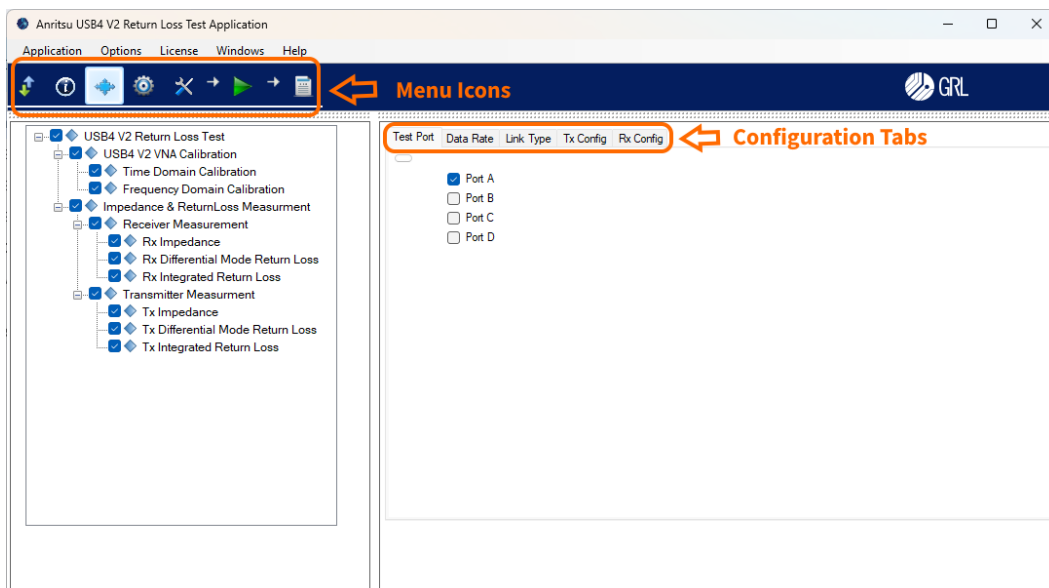 Anritsu USB4 V2 Return Loss Test Application
Application Options License Windows Help
GRL
Menu Icons
USB4 V2 Return Loss Test
USB4 V2 VNA Calibration
Time Domain Calibration
Frequency Domain Calibration
Impedance & ReturnLoss Measurment
Receiver Measurement
Rx Impedance
Rx Differential Mode Return Loss
Rx Integrated Return Loss
Transmitter Measurment
Tx Impedance
Tx Differential Mode Return Loss
Tx Integrated Return Loss
Test Port Data Rate Link Type Tx Config Rx Config
Configuration Tabs
Port A
Port B
Port C
Port D